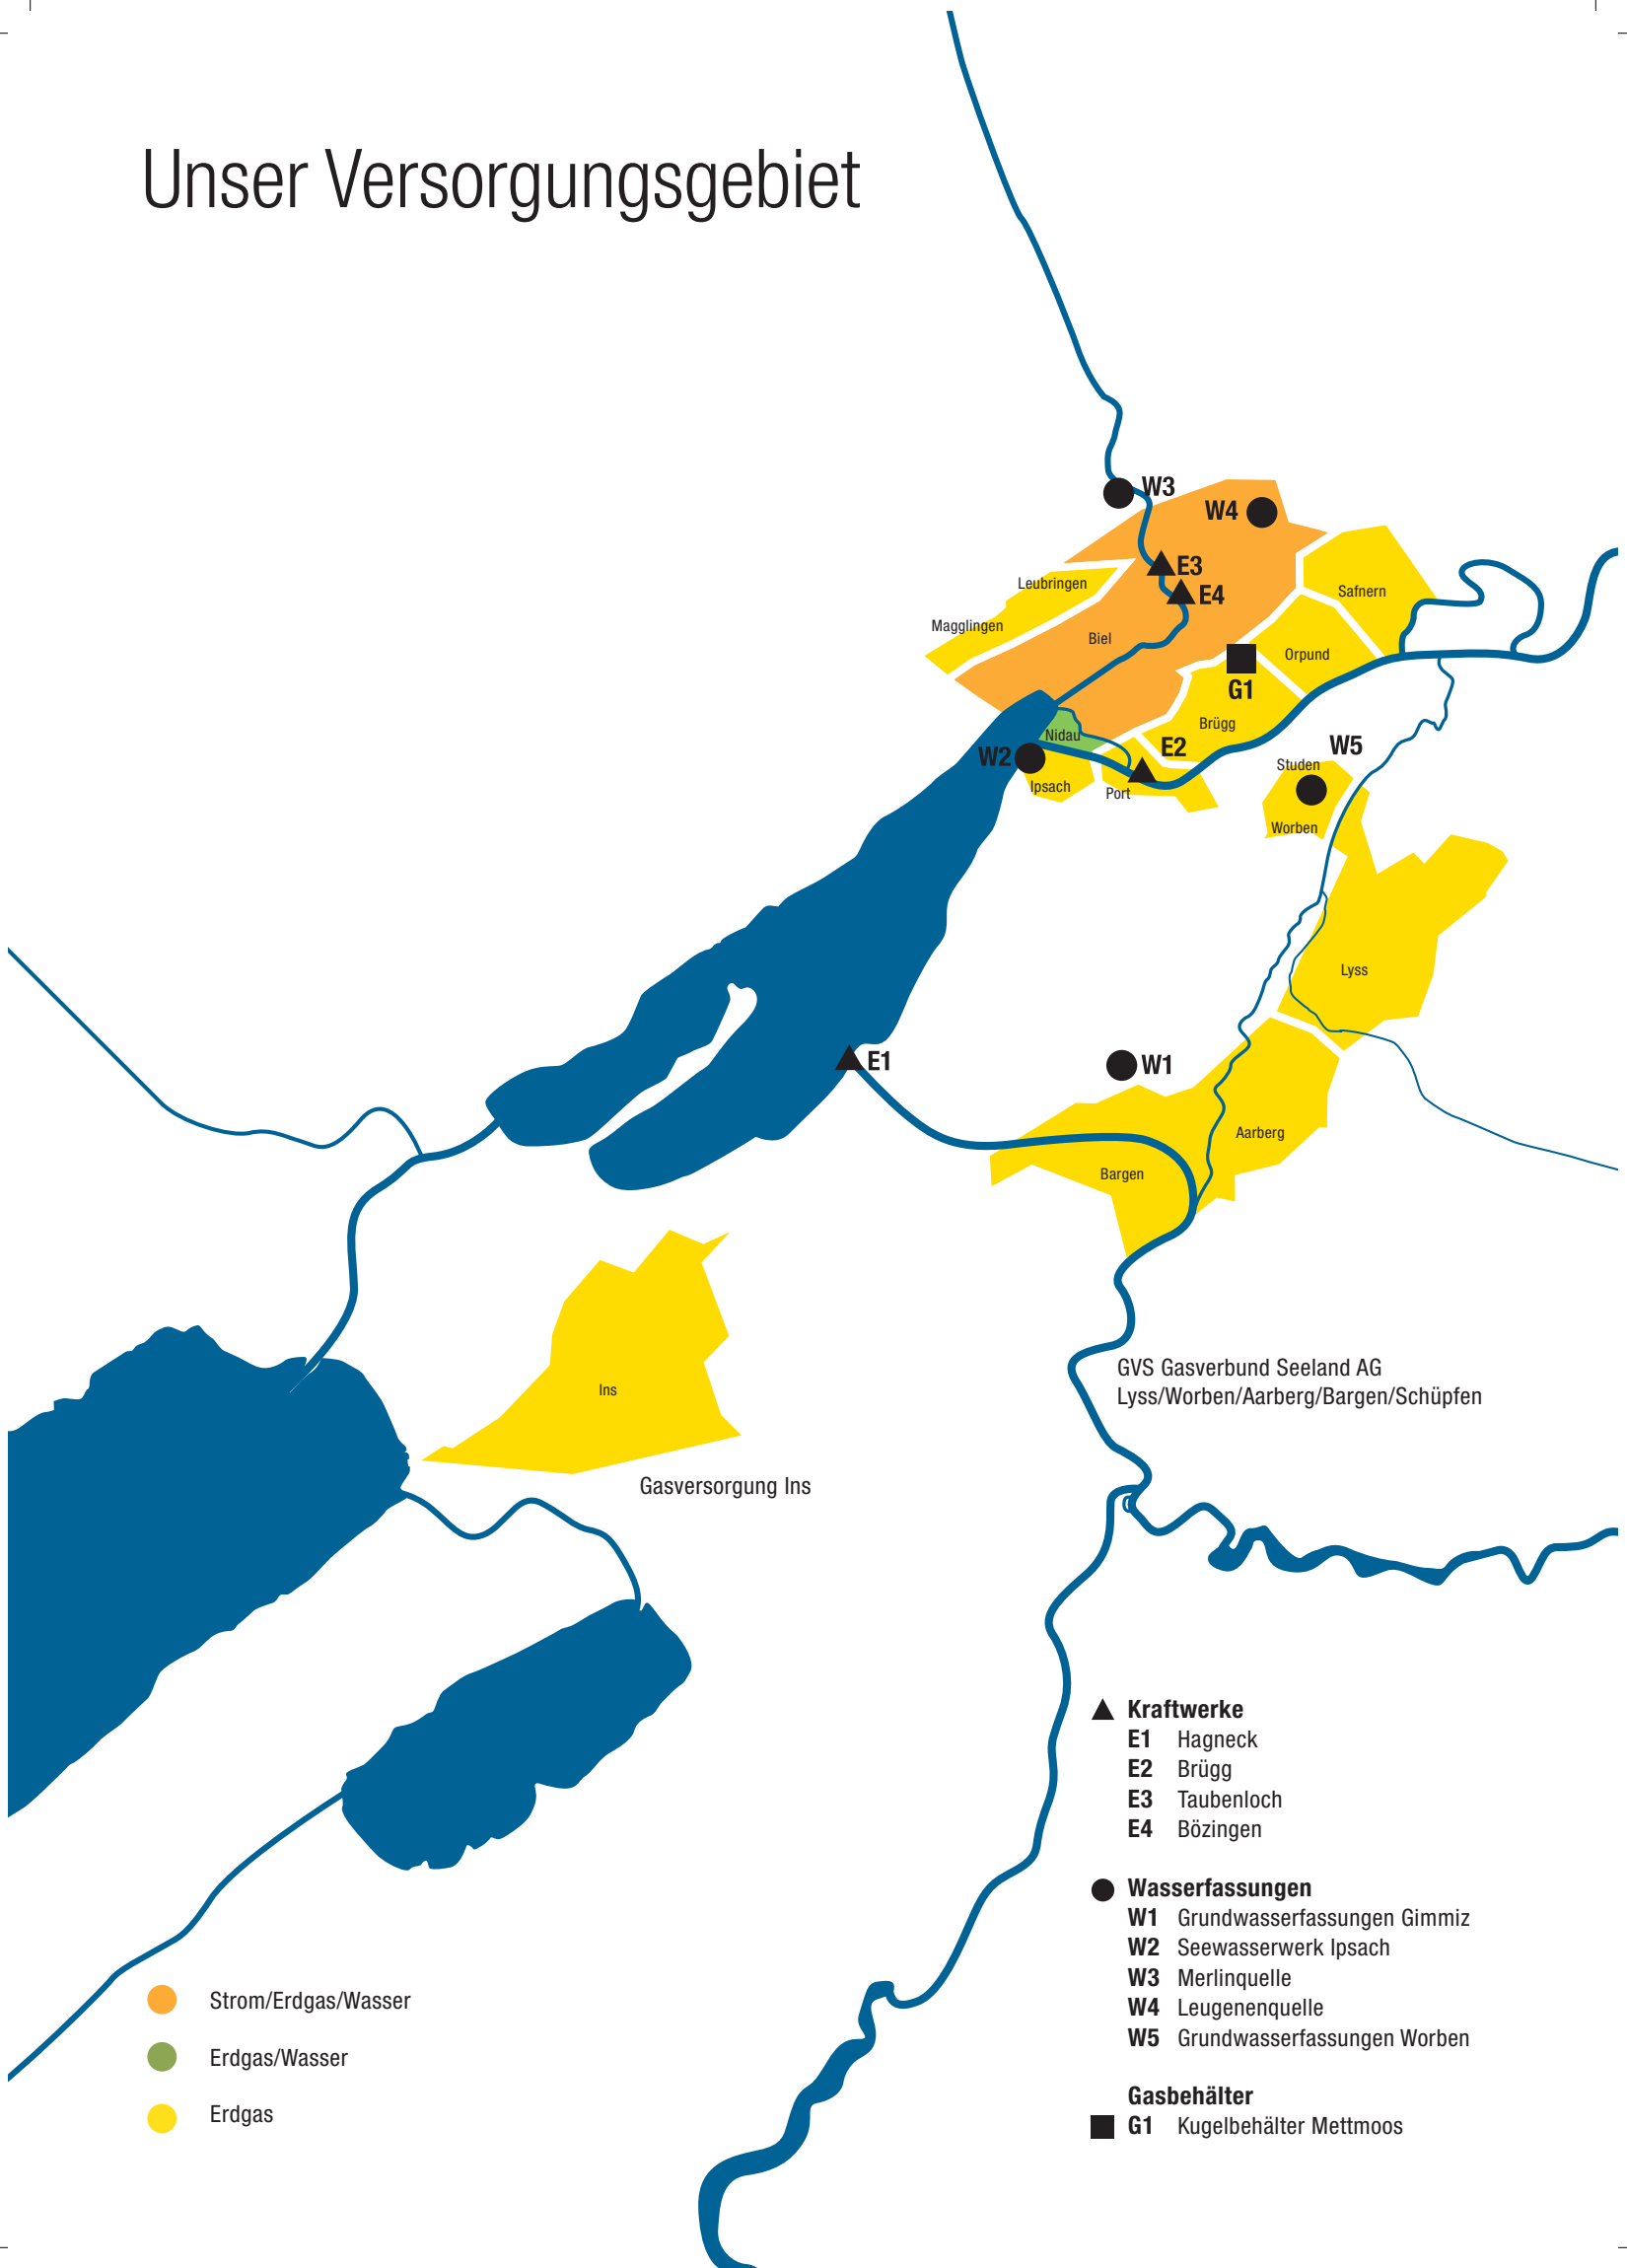 Unser Versorgungsgebiet
W3
W4
E3
Leubringen
E4
Safnern
Magglingen
Biel
Orpund
G1
Brügg
Nidau
E2
W5
W2
Studen
Ipsach
Port
Worben
Lyss
E1
W1
Aarberg
Bargen
GVS Gasverbund Seeland AG
Lyss/Worben/Aarberg/Bargen/Schüpfen
Ins
Gasversorgung Ins
Kraftwerke
E1 Hagneck
E2 Brügg
E3 Taubenloch
E4 Bözingen
Wasserfassungen
W1 Grundwasserfassungen Gimmiz
W2 Seewasserwerk Ipsach
W3 Merlinquelle
W4 Leugenenquelle
W5 Grundwasserfassungen Worben
Gasbehälter
G1 Kugelbehälter Mettmoos
Strom/Erdgas/Wasser
Erdgas/Wasser
Erdgas